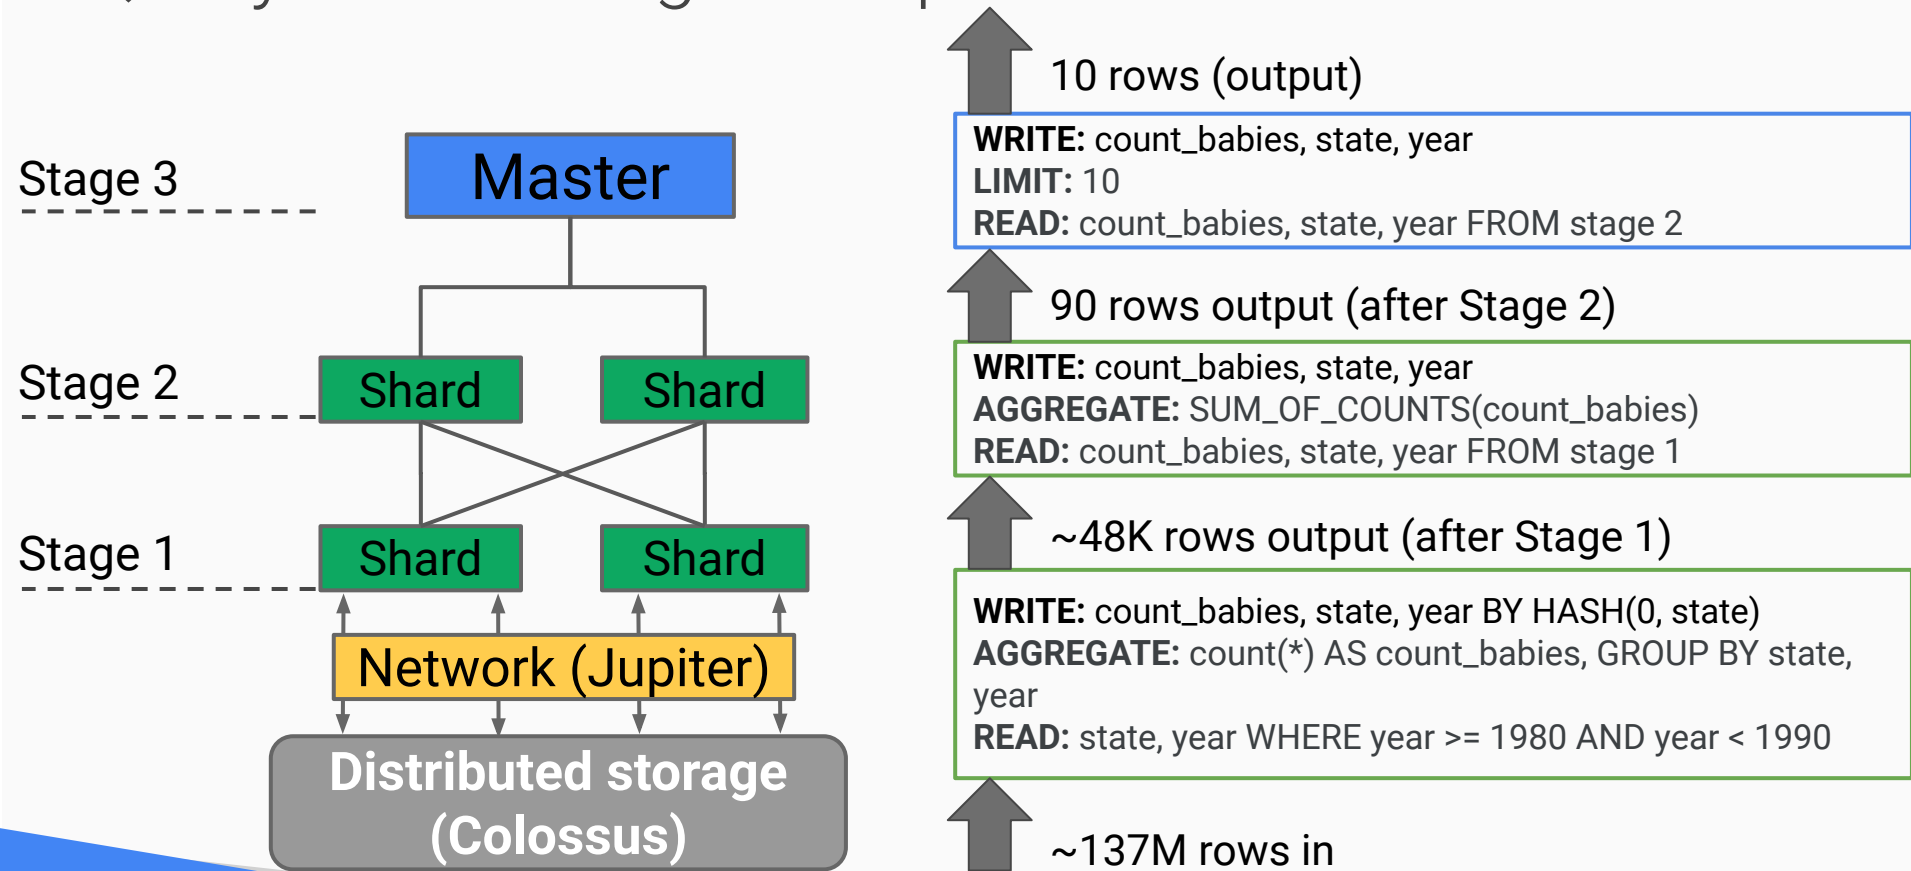 Stage 3
Master
Stage 2
Shard
Shard
Stage 1
Shard
Shard
Network (Jupiter)
Distributed storage
(Colossus)
10 rows (output)
WRITE: count_babies, state, year
LIMIT: 10
READ: count_babies, state, year FROM stage 2
90 rows output (after Stage 2)
WRITE: count_babies, state, year
AGGREGATE: SUM_OF_COUNTS(count_babies)
READ: count_babies, state, year FROM stage 1
~48K rows output (after Stage 1)
WRITE: count_babies, state, year BY HASH(0, state)
AGGREGATE: count(*) AS count_babies, GROUP BY state,
year
READ: state, year WHERE year >= 1980 AND year < 1990
~137M rows in